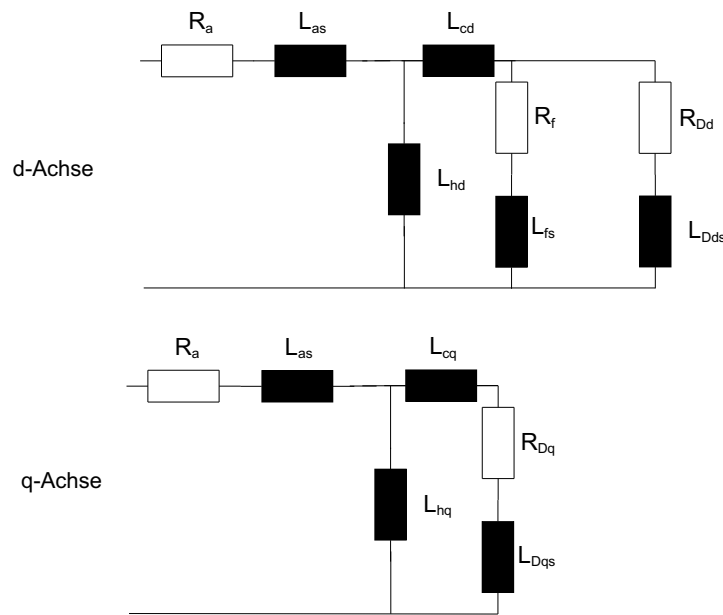 R_a L_as L_cd
R_f R_Dd
d-Achse L_hd
L_fs L_Dds
R_a L_as L_cq
R_Dq
q-Achse L_hq
L_Dqs